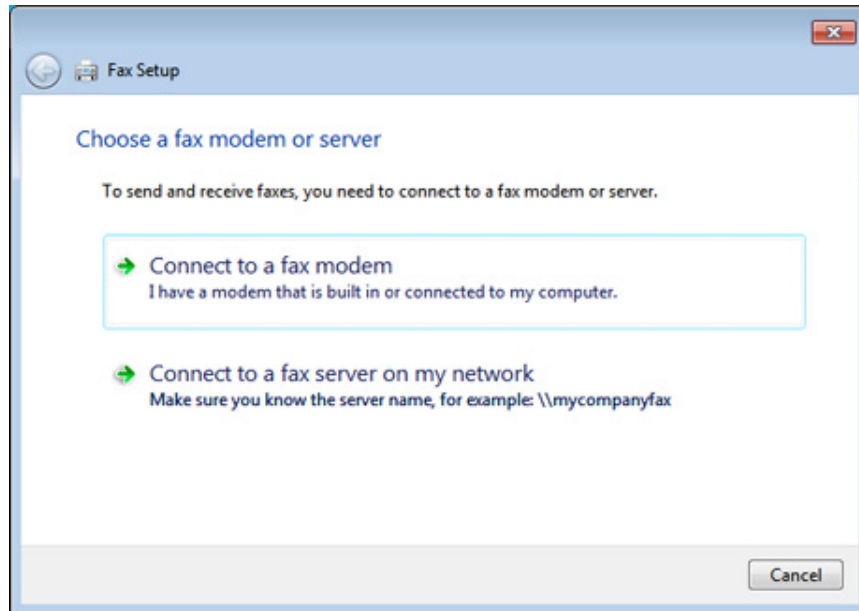 Fax Setup
Choose a fax modem or server
To send and receive faxes, you need to connect to a fax modem or server.
Connect to a fax modem
I have a modem that is built in or connected to my computer.
Connect to a fax server on my network
Make sure you know the server name, for example: \\mycompanyfax
Cancel